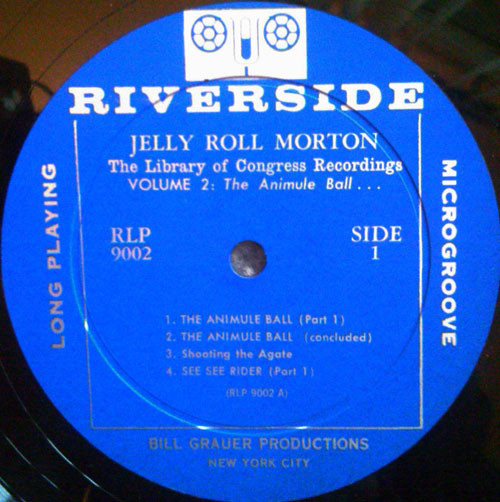 RIVERSIDE
JELLY ROLL MORTON
The Library of Congress Recordings
VOLUME 2: The Animule Ball...
RLP
9002
SIDE
1
LONG PLAYING
MICROGROOVE
1. THE ANIMULE BALL (Part 1)
2. THE ANIMULE BALL (concluded)
3. Shooting the Agate
4. SEE SEE RIDER (Part 1)
(RLP 9002 A)
BILL GRAUER PRODUCTIONS
NEW YORK CITY